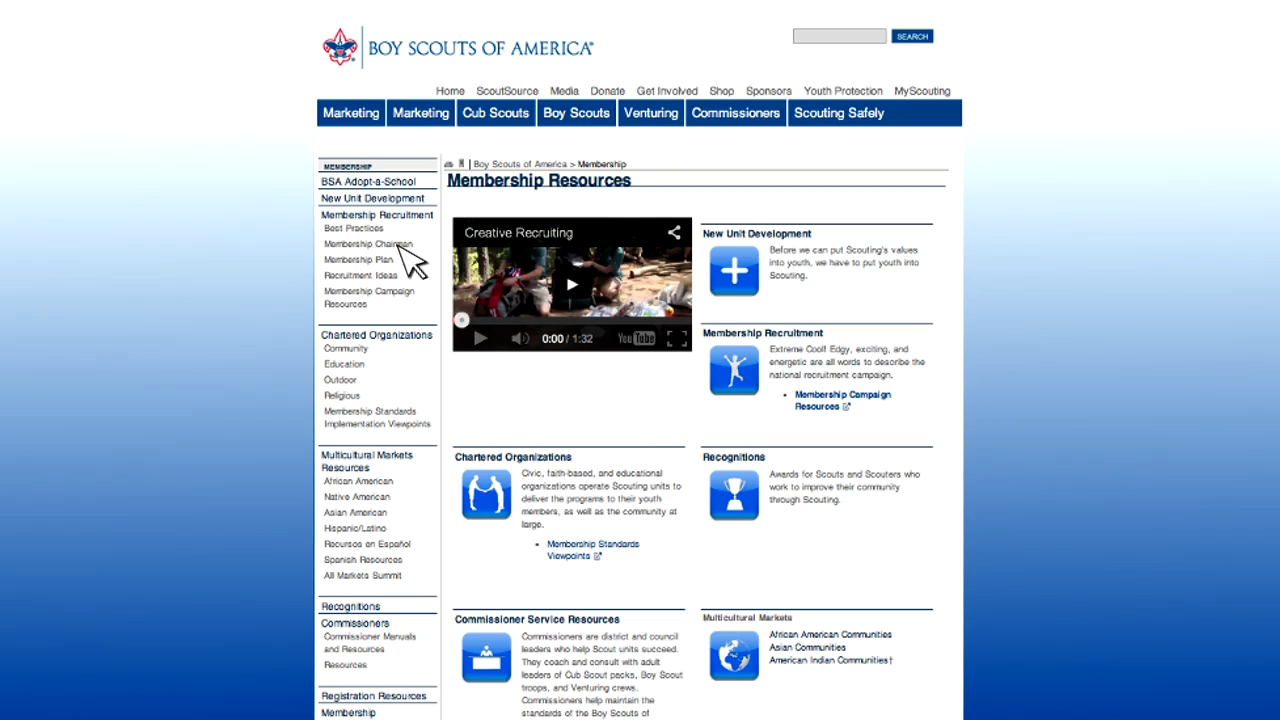 BOY SCOUTS OF AMERICA®
SEARCH
Home ScoutSource Media Donate Get Involved Shop Sponsors Youth Protection MyScouting
Marketing Marketing Cub Scouts Boy Scouts Venturing Commissioners Scouting Safely
MEMBERSHIP
BSA Adopt-a-School
New Unit Development
Membership Recruitment
Best Practices
Membership Chairman
Membership Plan
Recruitment Ideas
Membership Campaign
Resources
Chartered Organizations
Community
Education
Outdoor
Religious
Membership Standards
Implementation Viewpoints
Multicultural Markets
Resources
African American
Native American
Asian American
Hispanic/Latino
Recursos en Español
Spanish Resources
All Markets Summit
Recognitions
Commissioners
Commissioner Manuals
and Resources
Resources
Registration Resources
Membership
Boy Scouts of America > Membership
Membership Resources
Creative Recruiting
0:00 / 1:32 YouTube
New Unit Development
Before we can put Scouting's values
into youth, we have to put youth into
Scouting.
Membership Recruitment
Extreme Cool! Edgy, exciting, and
energetic are all words to describe the
national recruitment campaign.
• Membership Campaign
Resources
Chartered Organizations
Civic, faith-based, and educational
organizations operate Scouting units to
deliver the programs to their youth
members, as well as the community at
large.
• Membership Standards
Viewpoints
Recognitions
Awards for Scouts and Scouters who
work to improve their community
through Scouting.
Commissioner Service Resources
Commissioners are district and council
leaders who help Scout units succeed.
They coach and consult with adult
leaders of Cub Scout packs, Boy Scout
troops, and Venturing crews.
Commissioners help maintain the
standards of the Boy Scouts of
Multicultural Markets
African American Communities
Asian Communities
American Indian Communities†